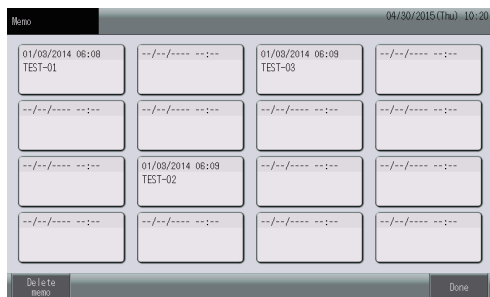 Memo
04/30/2015(Thu) 10:20
01/03/2014 06:08
TEST-01
--/--/---- --:--
01/03/2014 06:09
TEST-03
--/--/---- --:--
--/--/---- --:--
--/--/---- --:--
--/--/---- --:--
--/--/---- --:--
--/--/---- --:--
01/03/2014 06:09
TEST-02
--/--/---- --:--
--/--/---- --:--
--/--/---- --:--
--/--/---- --:--
--/--/---- --:--
--/--/---- --:--
Delete
memo
Done